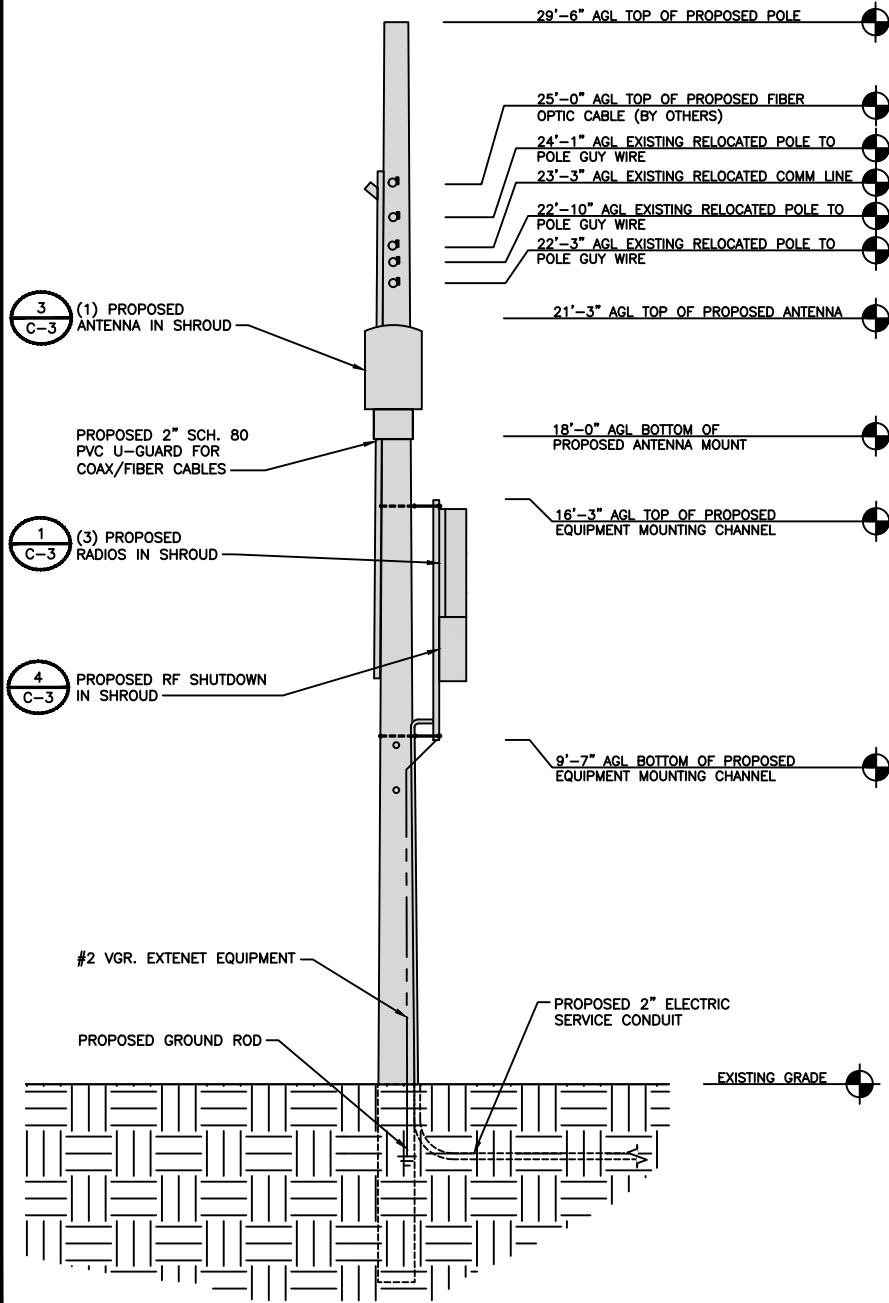 29'-6" AGL TOP OF PROPOSED POLE
25'-0" AGL TOP OF PROPOSED FIBER
OPTIC CABLE (BY OTHERS)
24'-1" AGL EXISTING RELOCATED POLE TO
POLE GUY WIRE
23'-3" AGL EXISTING RELOCATED COMM LINE
22'-10" AGL EXISTING RELOCATED POLE TO
POLE GUY WIRE
22'-3" AGL EXISTING RELOCATED POLE TO
POLE GUY WIRE
21'-3" AGL TOP OF PROPOSED ANTENNA
3
C-3
(1) PROPOSED
ANTENNA IN SHROUD
PROPOSED 2" SCH. 80
PVC U-GUARD FOR
COAX/FIBER CABLES
18'-0" AGL BOTTOM OF
PROPOSED ANTENNA MOUNT
16'-3" AGL TOP OF PROPOSED
EQUIPMENT MOUNTING CHANNEL
1
C-3
(3) PROPOSED
RADIOS IN SHROUD
4
C-3
PROPOSED RF SHUTDOWN
IN SHROUD
9'-7" AGL BOTTOM OF PROPOSED
EQUIPMENT MOUNTING CHANNEL
#2 VGR. EXTENET EQUIPMENT
PROPOSED GROUND ROD
PROPOSED 2" ELECTRIC
SERVICE CONDUIT
EXISTING GRADE